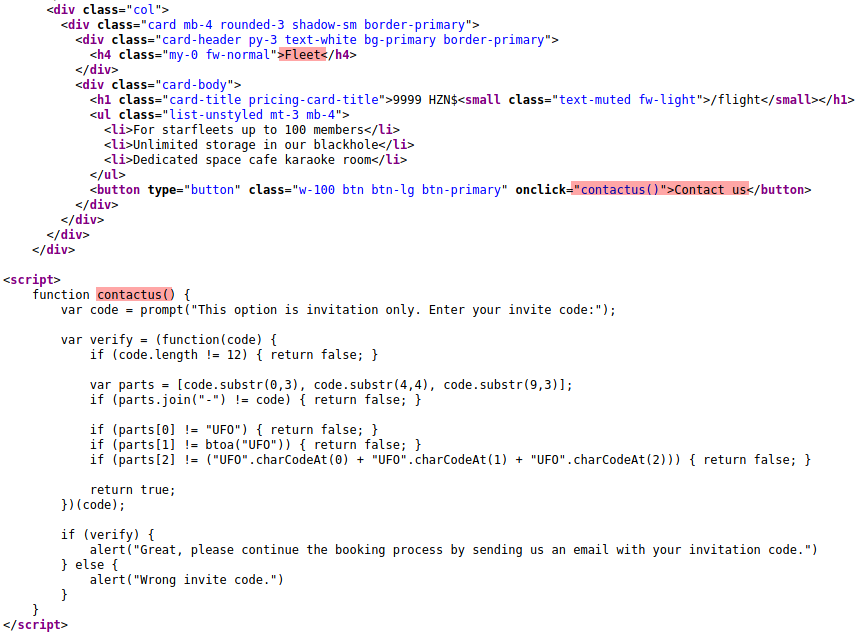 <div class="col">
<div class="card mb-4 rounded-3 shadow-sm border-primary">
<div class="card-header py-3 text-white bg-primary border-primary">
<h4 class="my-0 fw-normal">Fleet</h4>
</div>
<div class="card-body">
<h1 class="card-title pricing-card-title">9999 HZN$<small class="text-muted fw-light">/flight</small></h1>
<ul class="list-unstyled mt-3 mb-4">
<li>For starfleets up to 100 members</li>
<li>Unlimited storage in our blackhole</li>
<li>Dedicated space cafe karaoke room</li>
</ul>
<button type="button" class="w-100 btn btn-lg btn-primary" onclick="contactus()">Contact us</button>
</div>
</div>
</div>
</div>
<script>
function contactus() {
var code = prompt("This option is invitation only. Enter your invite code:");
var verify = (function(code) {
if (code.length != 12) { return false; }
var parts = [code.substr(0,3), code.substr(4,4), code.substr(9,3)];
if (parts.join("-") != code) { return false; }
if (parts[0] != "UFO") { return false; }
if (parts[1] != btoa("UFO")) { return false; }
if (parts[2] != ("UFO".charCodeAt(0) + "UFO".charCodeAt(1) + "UFO".charCodeAt(2))) { return false; }
return true;
})(code);
if (verify) {
alert("Great, please continue the booking process by sending us an email with your invitation code.")
} else {
alert("Wrong invite code.")
}
}
</script>